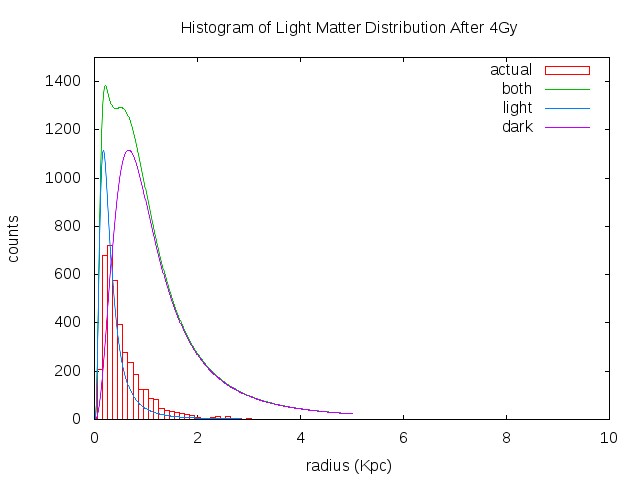 Histogram of Light Matter Distribution After 4Gy
actual
both
light
dark
1400
1200
1000
800
600
400
200
0
counts
0 2 4 6 8 10
radius (Kpc)